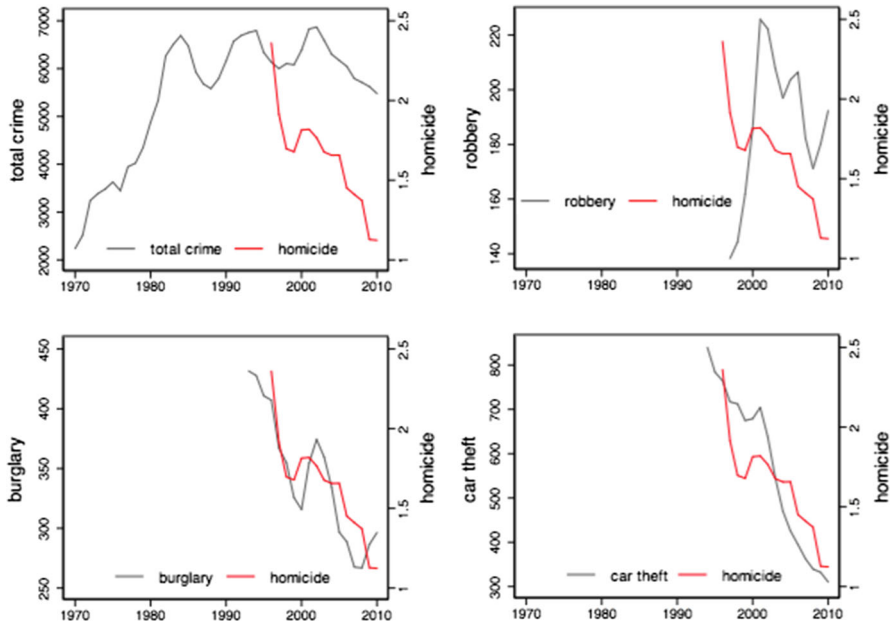 total crime
7000
6000
5000
4000
3000
2000
2.5
2
1.5
1
homicide
total crime homicide
1970 1980 1990 2000 2010
robbery
220
200
180
160
140
2.5
2
1.5
1
homicide
robbery homicide
1970 1980 1990 2000 2010
burglary
450
400
350
300
250
2.5
2
1.5
1
homicide
burglary homicide
1970 1980 1990 2000 2010
car theft
800
700
600
500
400
300
2.5
2
1.5
1
homicide
car theft homicide
1970 1980 1990 2000 2010